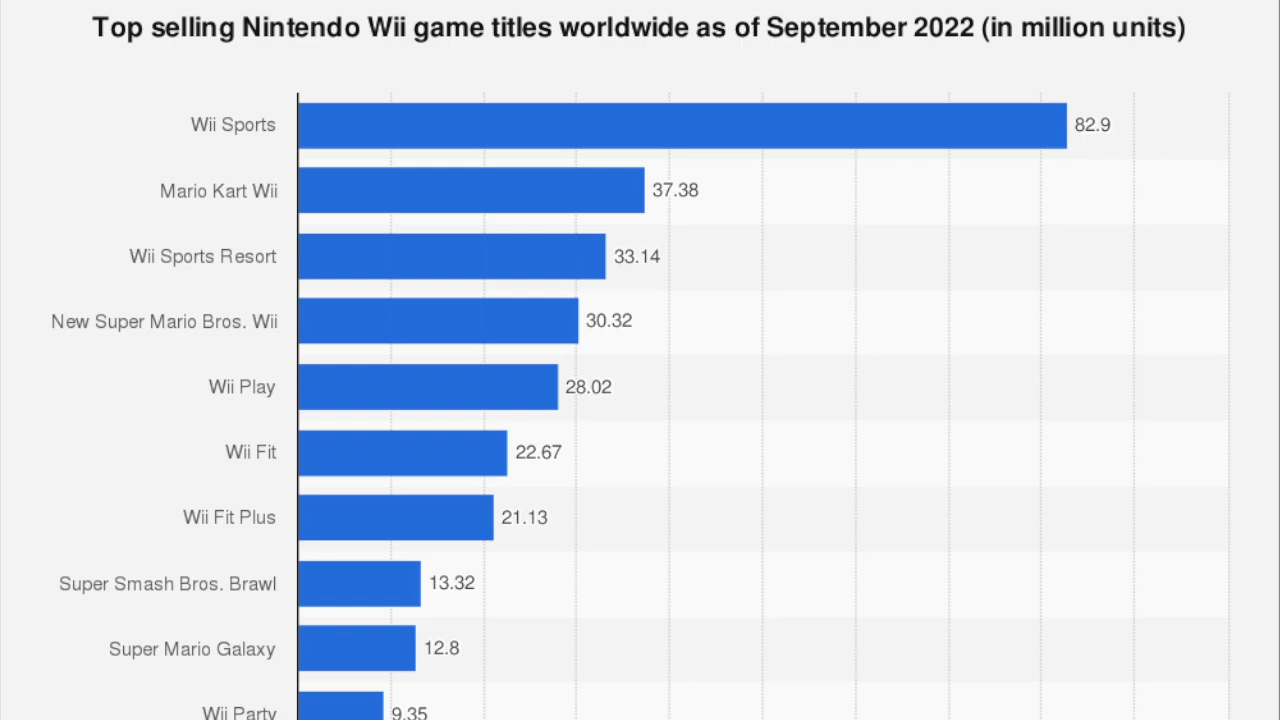 Top selling Nintendo Wii game titles worldwide as of September 2022 (in million units)
Wii Sports 82.9
Mario Kart Wii 37.38
Wii Sports Resort 33.14
New Super Mario Bros. Wii 30.32
Wii Play 28.02
Wii Fit 22.67
Wii Fit Plus 21.13
Super Smash Bros. Brawl 13.32
Super Mario Galaxy 12.8
Wii Party 9.35